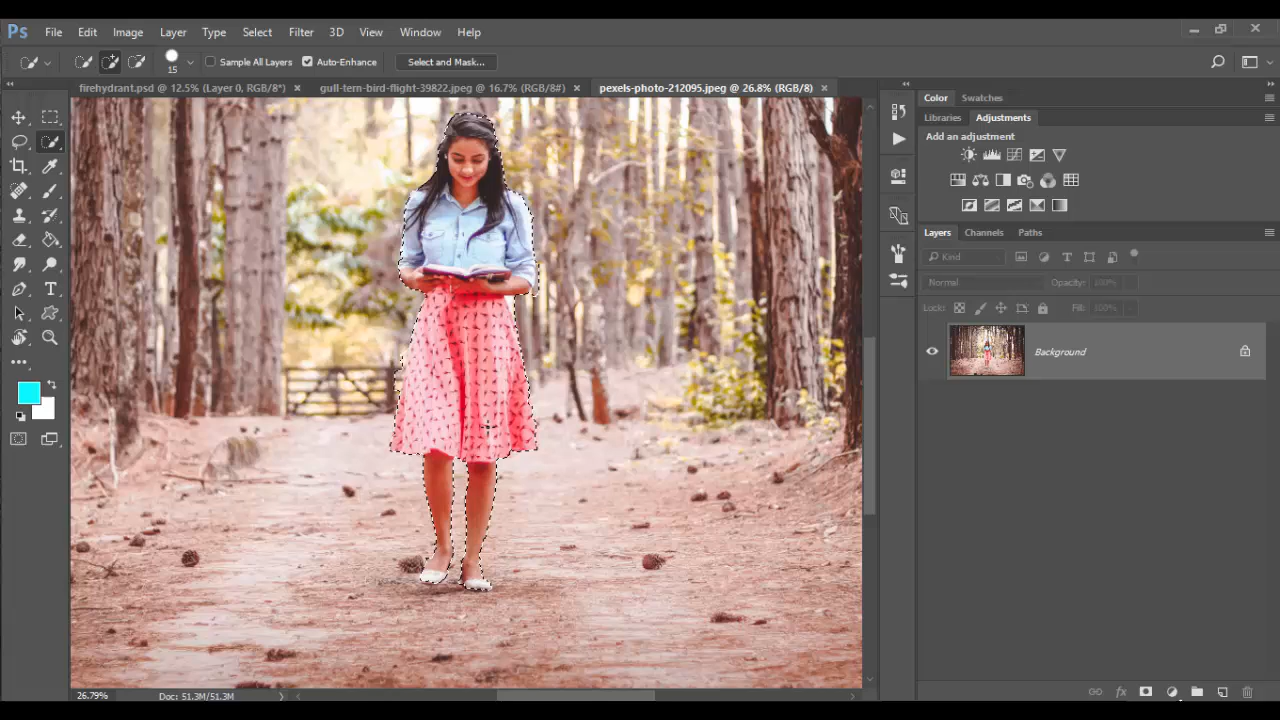 Ps File Edit Image Layer Type Select Filter 3D View Window Help
15 Sample All Layers Auto-Enhance Select and Mask...
firehydrant.psd @ 12.5% (Layer 0, RGB/8*) × gull-tern-bird-flight-39822.jpeg @ 16.7% (RGB/8#) × pexels-photo-212095.jpeg @ 26.8% (RGB/8) ×
Color Swatches
Libraries Adjustments
Add an adjustment
Layers Channels Paths
Kind
Normal Opacity: 100%
Lock: Fill: 100%
Background
26.79% Doc: 51.3M/51.3M